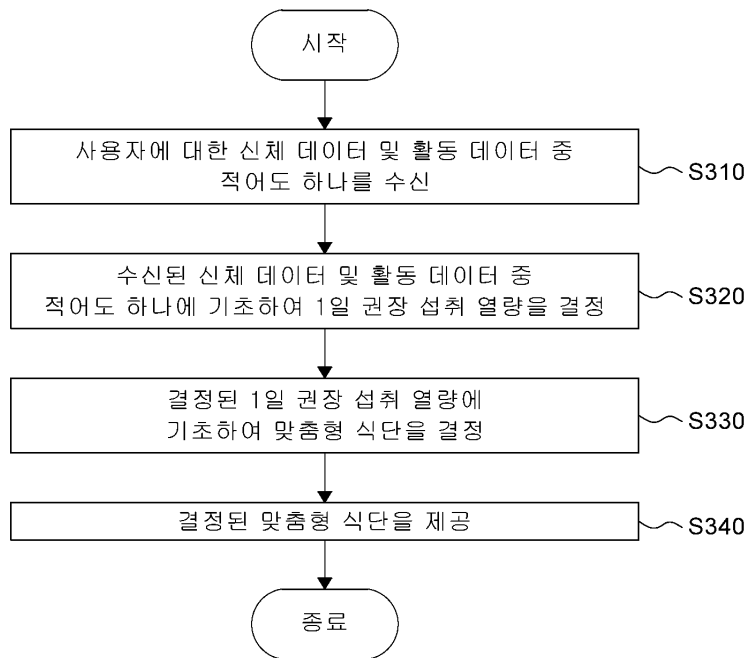 시작
사용자에 대한 신체 데이터 및 활동 데이터 중
적어도 하나를 수신
S310
수신된 신체 데이터 및 활동 데이터 중
적어도 하나에 기초하여 1일 권장 섭취 열량을 결정
S320
결정된 1일 권장 섭취 열량에
기초하여 맞춤형 식단을 결정
S330
결정된 맞춤형 식단을 제공
S340
종료